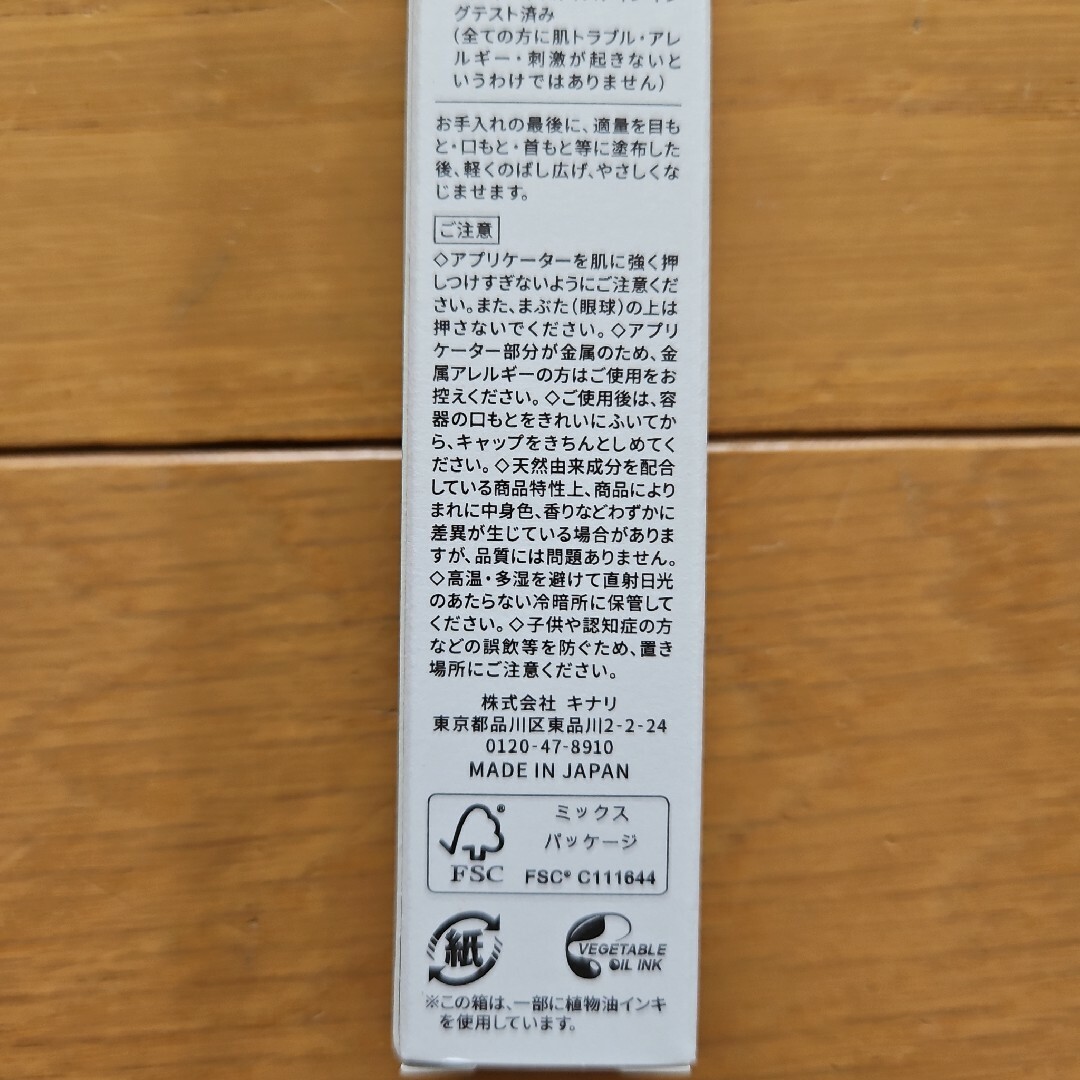 グテスト済み
（全ての方に肌トラブル・アレ
ルギー・刺激が起きないと
いうわけではありません）
お手入れの最後に、適量を目も
と・口もと・首もと等に塗布した
後、軽くのばし広げ、やさしくな
じませます。
ご注意
◇アプリケーターを肌に強く押
しつけすぎないようにご注意くだ
さい。また、まぶた（眼球）の上は
押さないでください。◇アプリ
ケーター部分が金属のため、金
属アレルギーの方はご使用をお
控えください。◇ご使用後は、容
器の口もとをきれいにふいてか
ら、キャップをきちんとしめてく
ださい。◇天然由来成分を配合
している商品特性上、商品により
まれに中身色、香りなどわずかに
差異が生じている場合がありま
すが、品質には問題ありません。
◇高温・多湿を避けて直射日光
のあたらない冷暗所に保管して
ください。◇子供や認知症の方
などの誤飲等を防ぐため、置き
場所にご注意ください。
株式会社 キナリ
東京都品川区東品川2-2-24
0120-47-8910
MADE IN JAPAN
ミックス
パッケージ
FSC® C111644
FSC
紙
VEGETABLE
OIL INK
※この箱は、一部に植物油インキ
を使用しています。